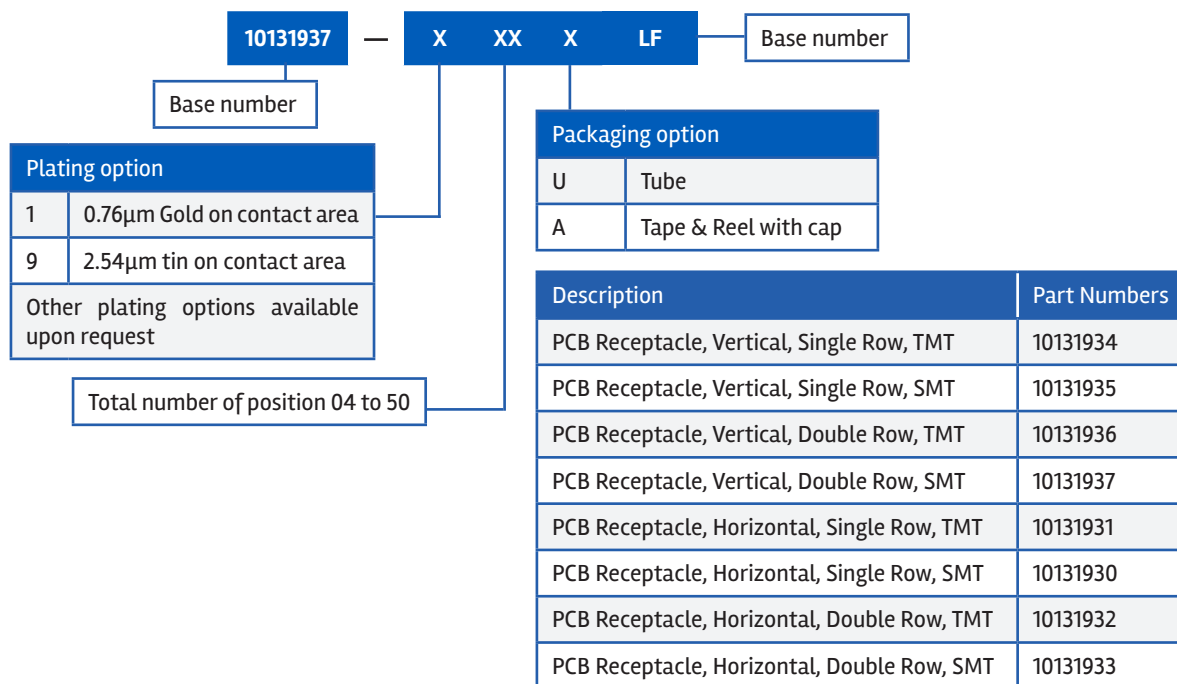 10131937 — X XX X LF
Base number
Base number
Plating option
1 0.76µm Gold on contact area
9 2.54µm tin on contact area
Other plating options available
upon request
Total number of position 04 to 50
Packaging option
U Tube
A Tape & Reel with cap
Description Part Numbers
PCB Receptacle, Vertical, Single Row, TMT 10131934
PCB Receptacle, Vertical, Single Row, SMT 10131935
PCB Receptacle, Vertical, Double Row, TMT 10131936
PCB Receptacle, Vertical, Double Row, SMT 10131937
PCB Receptacle, Horizontal, Single Row, TMT 10131931
PCB Receptacle, Horizontal, Single Row, SMT 10131930
PCB Receptacle, Horizontal, Double Row, TMT 10131932
PCB Receptacle, Horizontal, Double Row, SMT 10131933